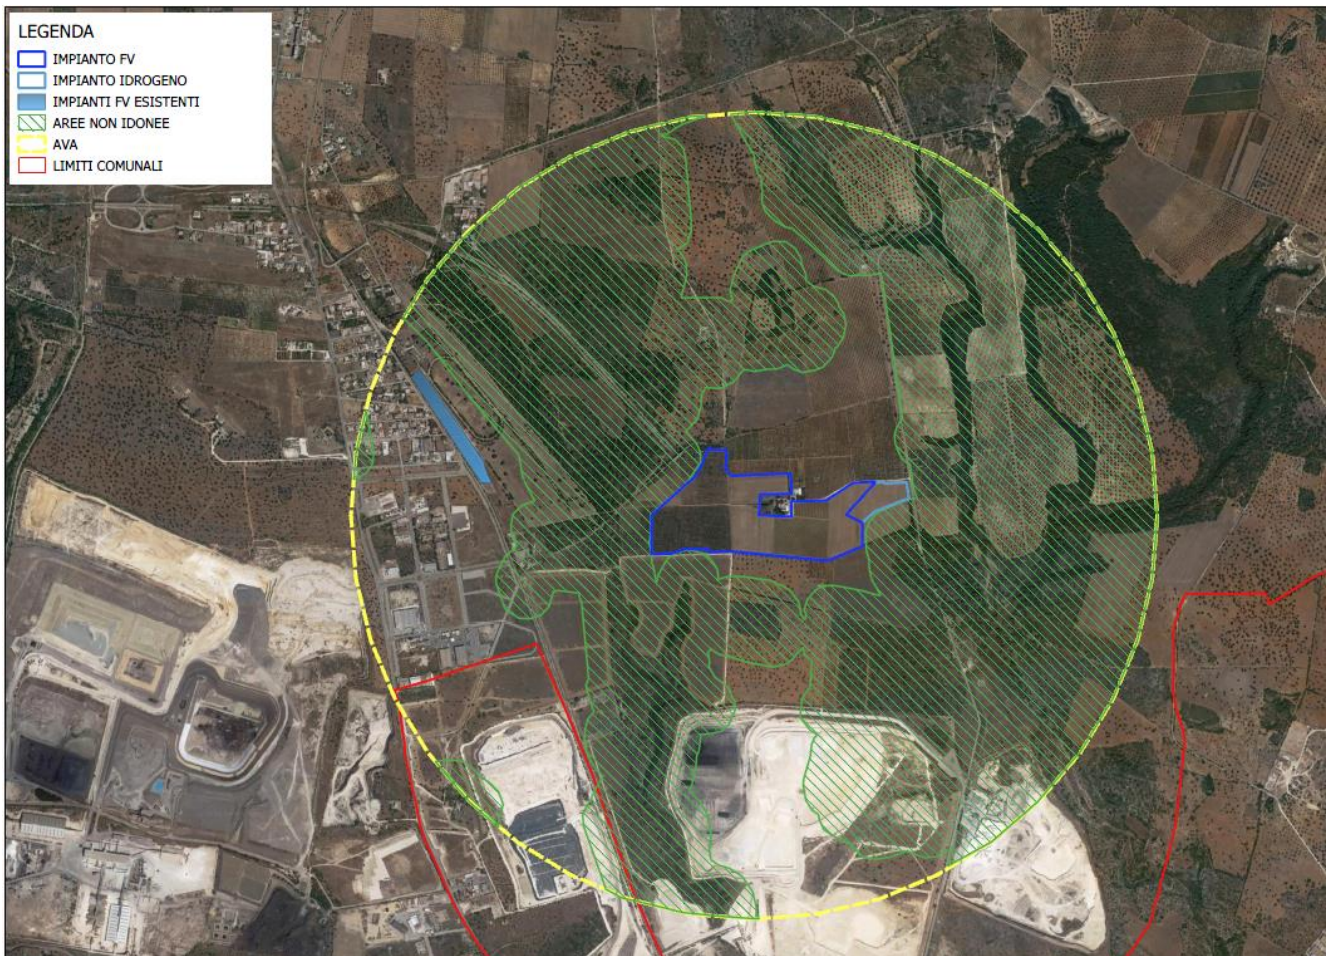 LEGENDA
IMPIANTO FV
IMPIANTO IDROGENO
IMPIANTI FV ESISTENTI
AREE NON IDONEE
AVA
LIMITI COMUNALI